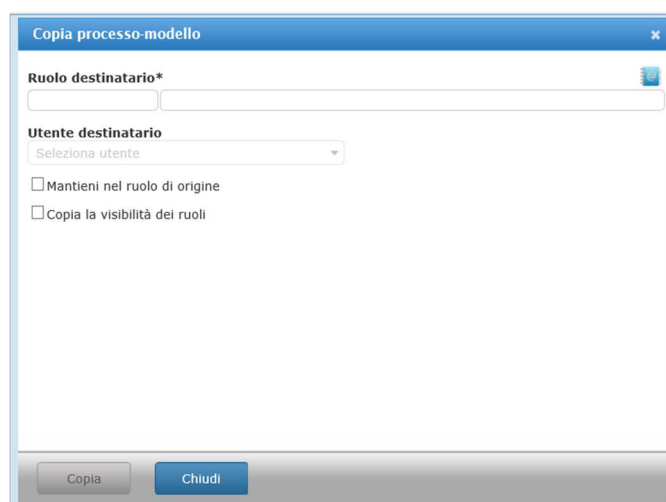 Copia processo-modello
Ruolo destinatario*
Utente destinatario
Seleziona utente
Mantieni nel ruolo di origine
Copia la visibilità dei ruoli
Copia Chiudi